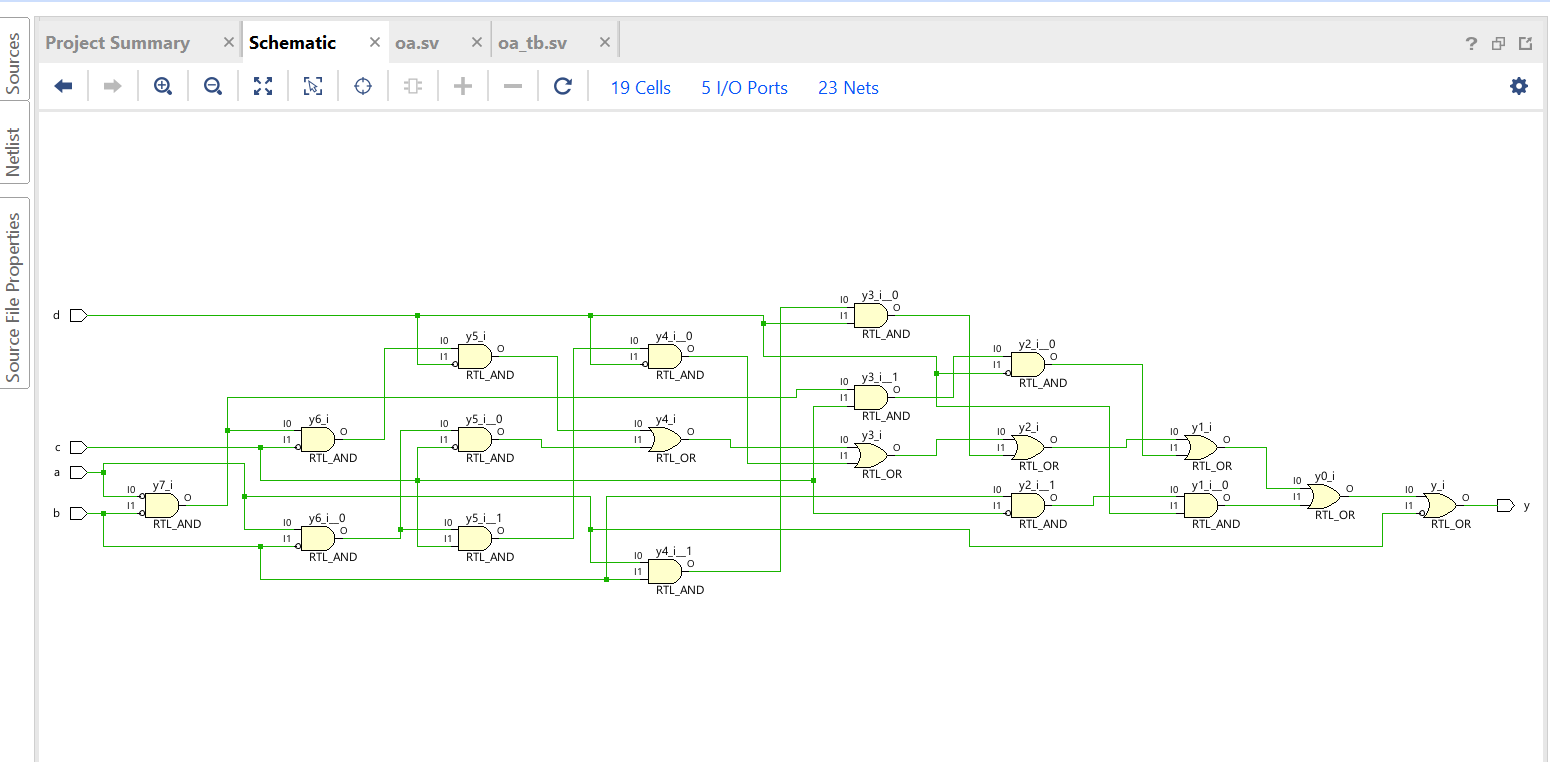 Project Summary
Schematic
oa.sv
oa_tb.sv
Sources
Netlist
Source File Properties
19 Cells
5 I/O Ports
23 Nets
d
c
a
b
I0
I1
O
y7_i
RTL_AND
I0
I1
O
y6_i
RTL_AND
I0
I1
O
y6_i__0
RTL_AND
I0
I1
O
y5_i
RTL_AND
I0
I1
O
y5_i__0
RTL_AND
I0
I1
O
y5_i__1
RTL_AND
I0
I1
O
y4_i__0
RTL_AND
I0
I1
O
y4_i
RTL_OR
I0
I1
O
y4_i__1
RTL_AND
I0
I1
O
y3_i__0
RTL_AND
I0
I1
O
y3_i__1
RTL_AND
I0
I1
O
y3_i
RTL_OR
I0
I1
O
y2_i__0
RTL_AND
I0
I1
O
y2_i
RTL_OR
I0
I1
O
y2_i__1
RTL_AND
I0
I1
O
y1_i
RTL_OR
I0
I1
O
y1_i__0
RTL_AND
I0
I1
O
y0_i
RTL_OR
I0
I1
O
y_i
RTL_OR
y